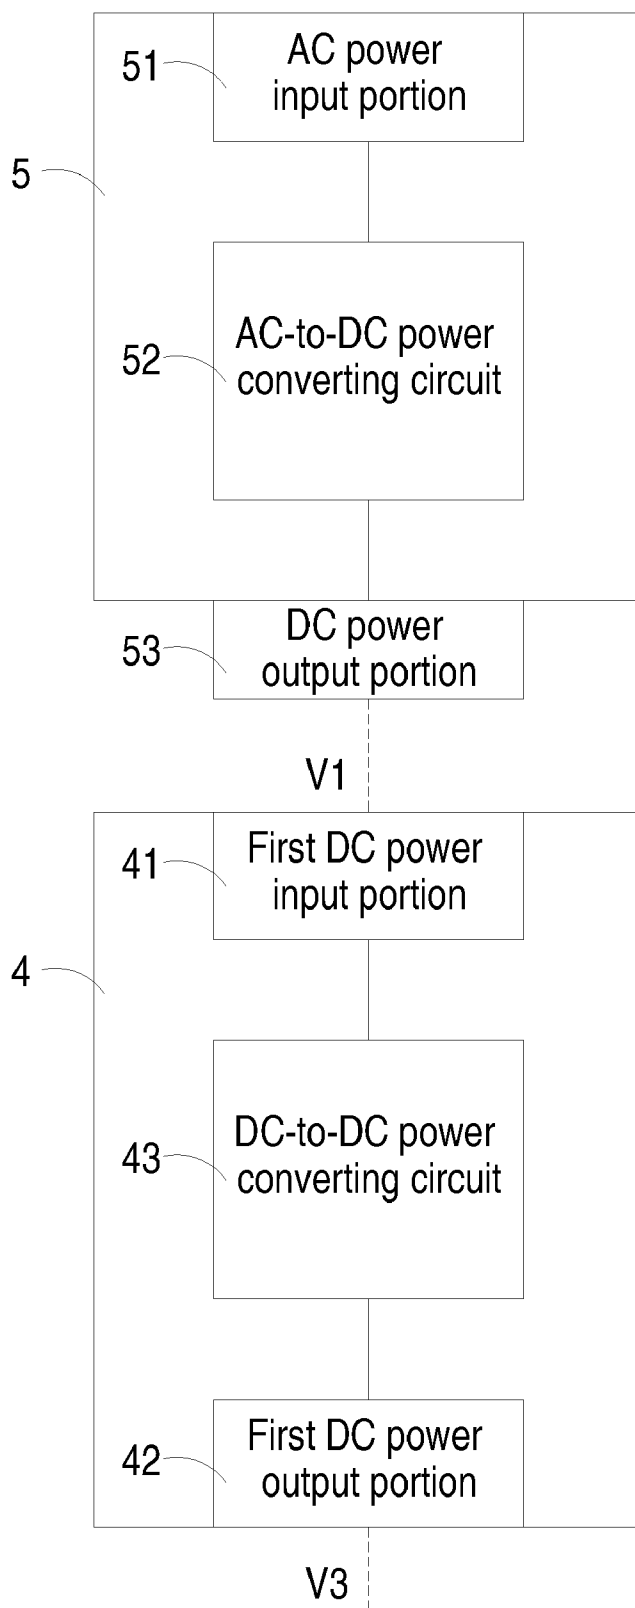 51
AC power
input portion
5
52
AC-to-DC power
converting circuit
53
DC power
output portion
V1
41
First DC power
input portion
4
43
DC-to-DC power
converting circuit
42
First DC power
output portion
V3